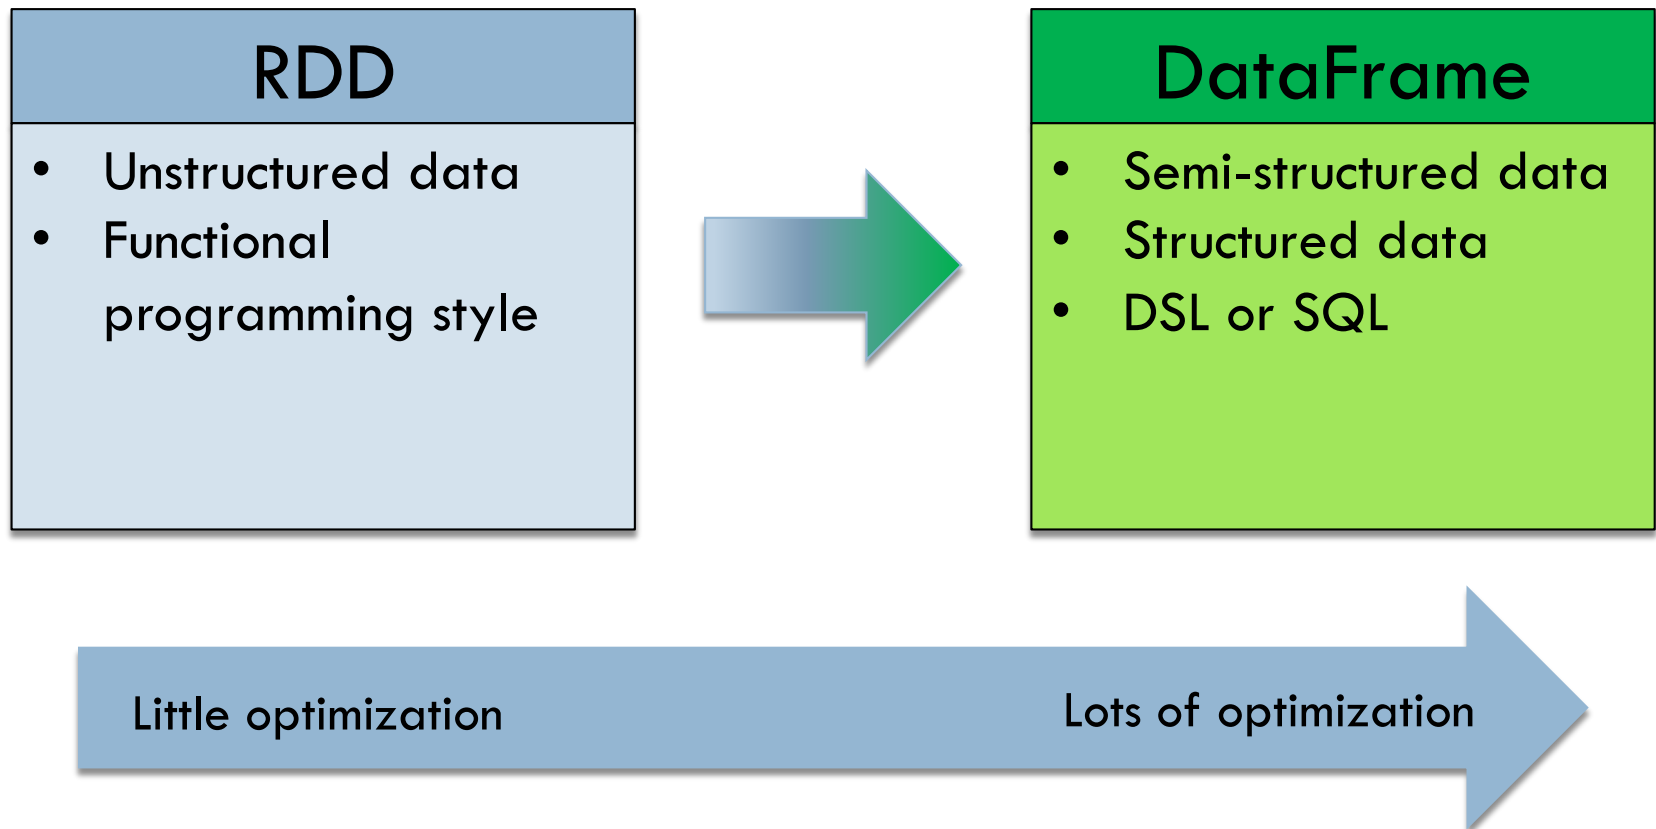 RDD
• Unstructured data
• Functional
programming style
DataFrame
• Semi-structured data
• Structured data
• DSL or SQL
Little optimization
Lots of optimization